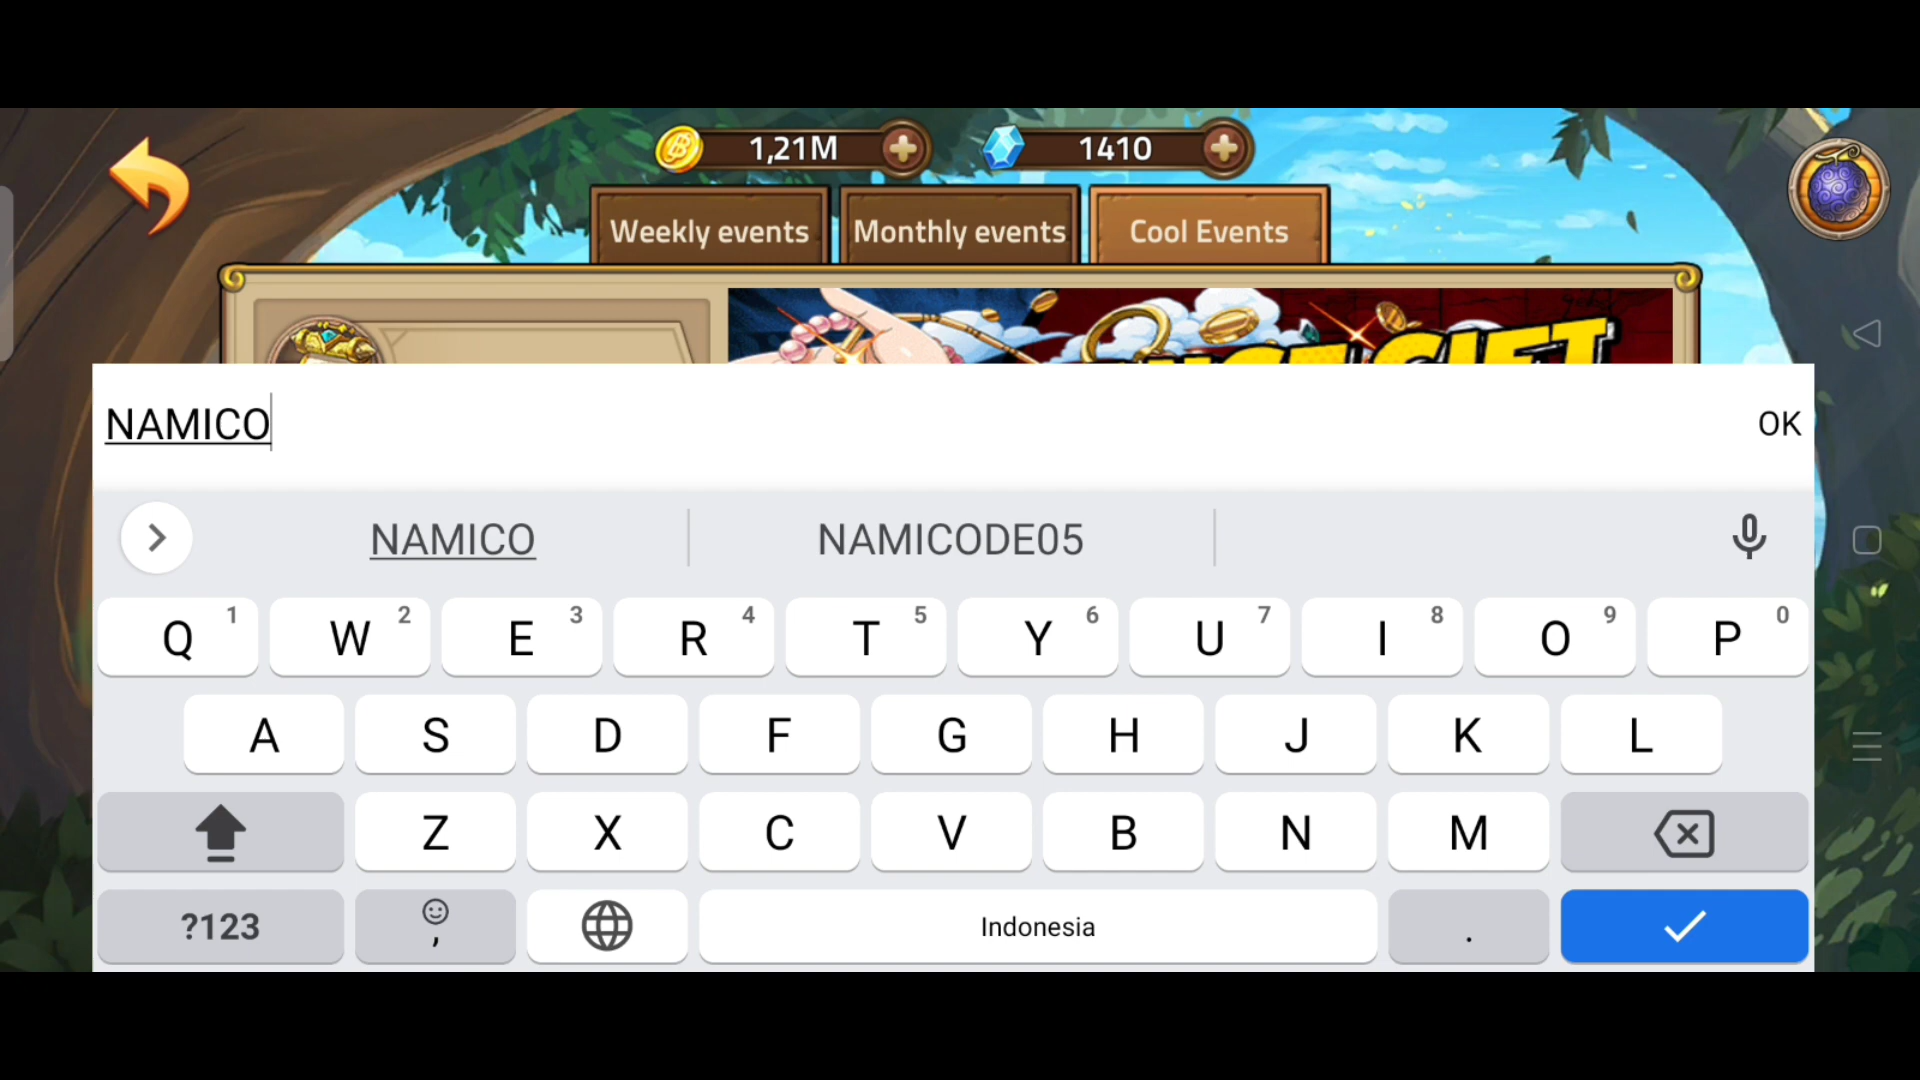 1,21M
1410
Weekly events
Monthly events
Cool Events
GIFT
NAMICO
OK
NAMICO
NAMICODE05
Q 1 W 2 E 3 R 4 T 5 Y 6 U 7 I 8 O 9 P 0
A S D F G H J K L
Z X C V B N M
?123 , Indonesia .